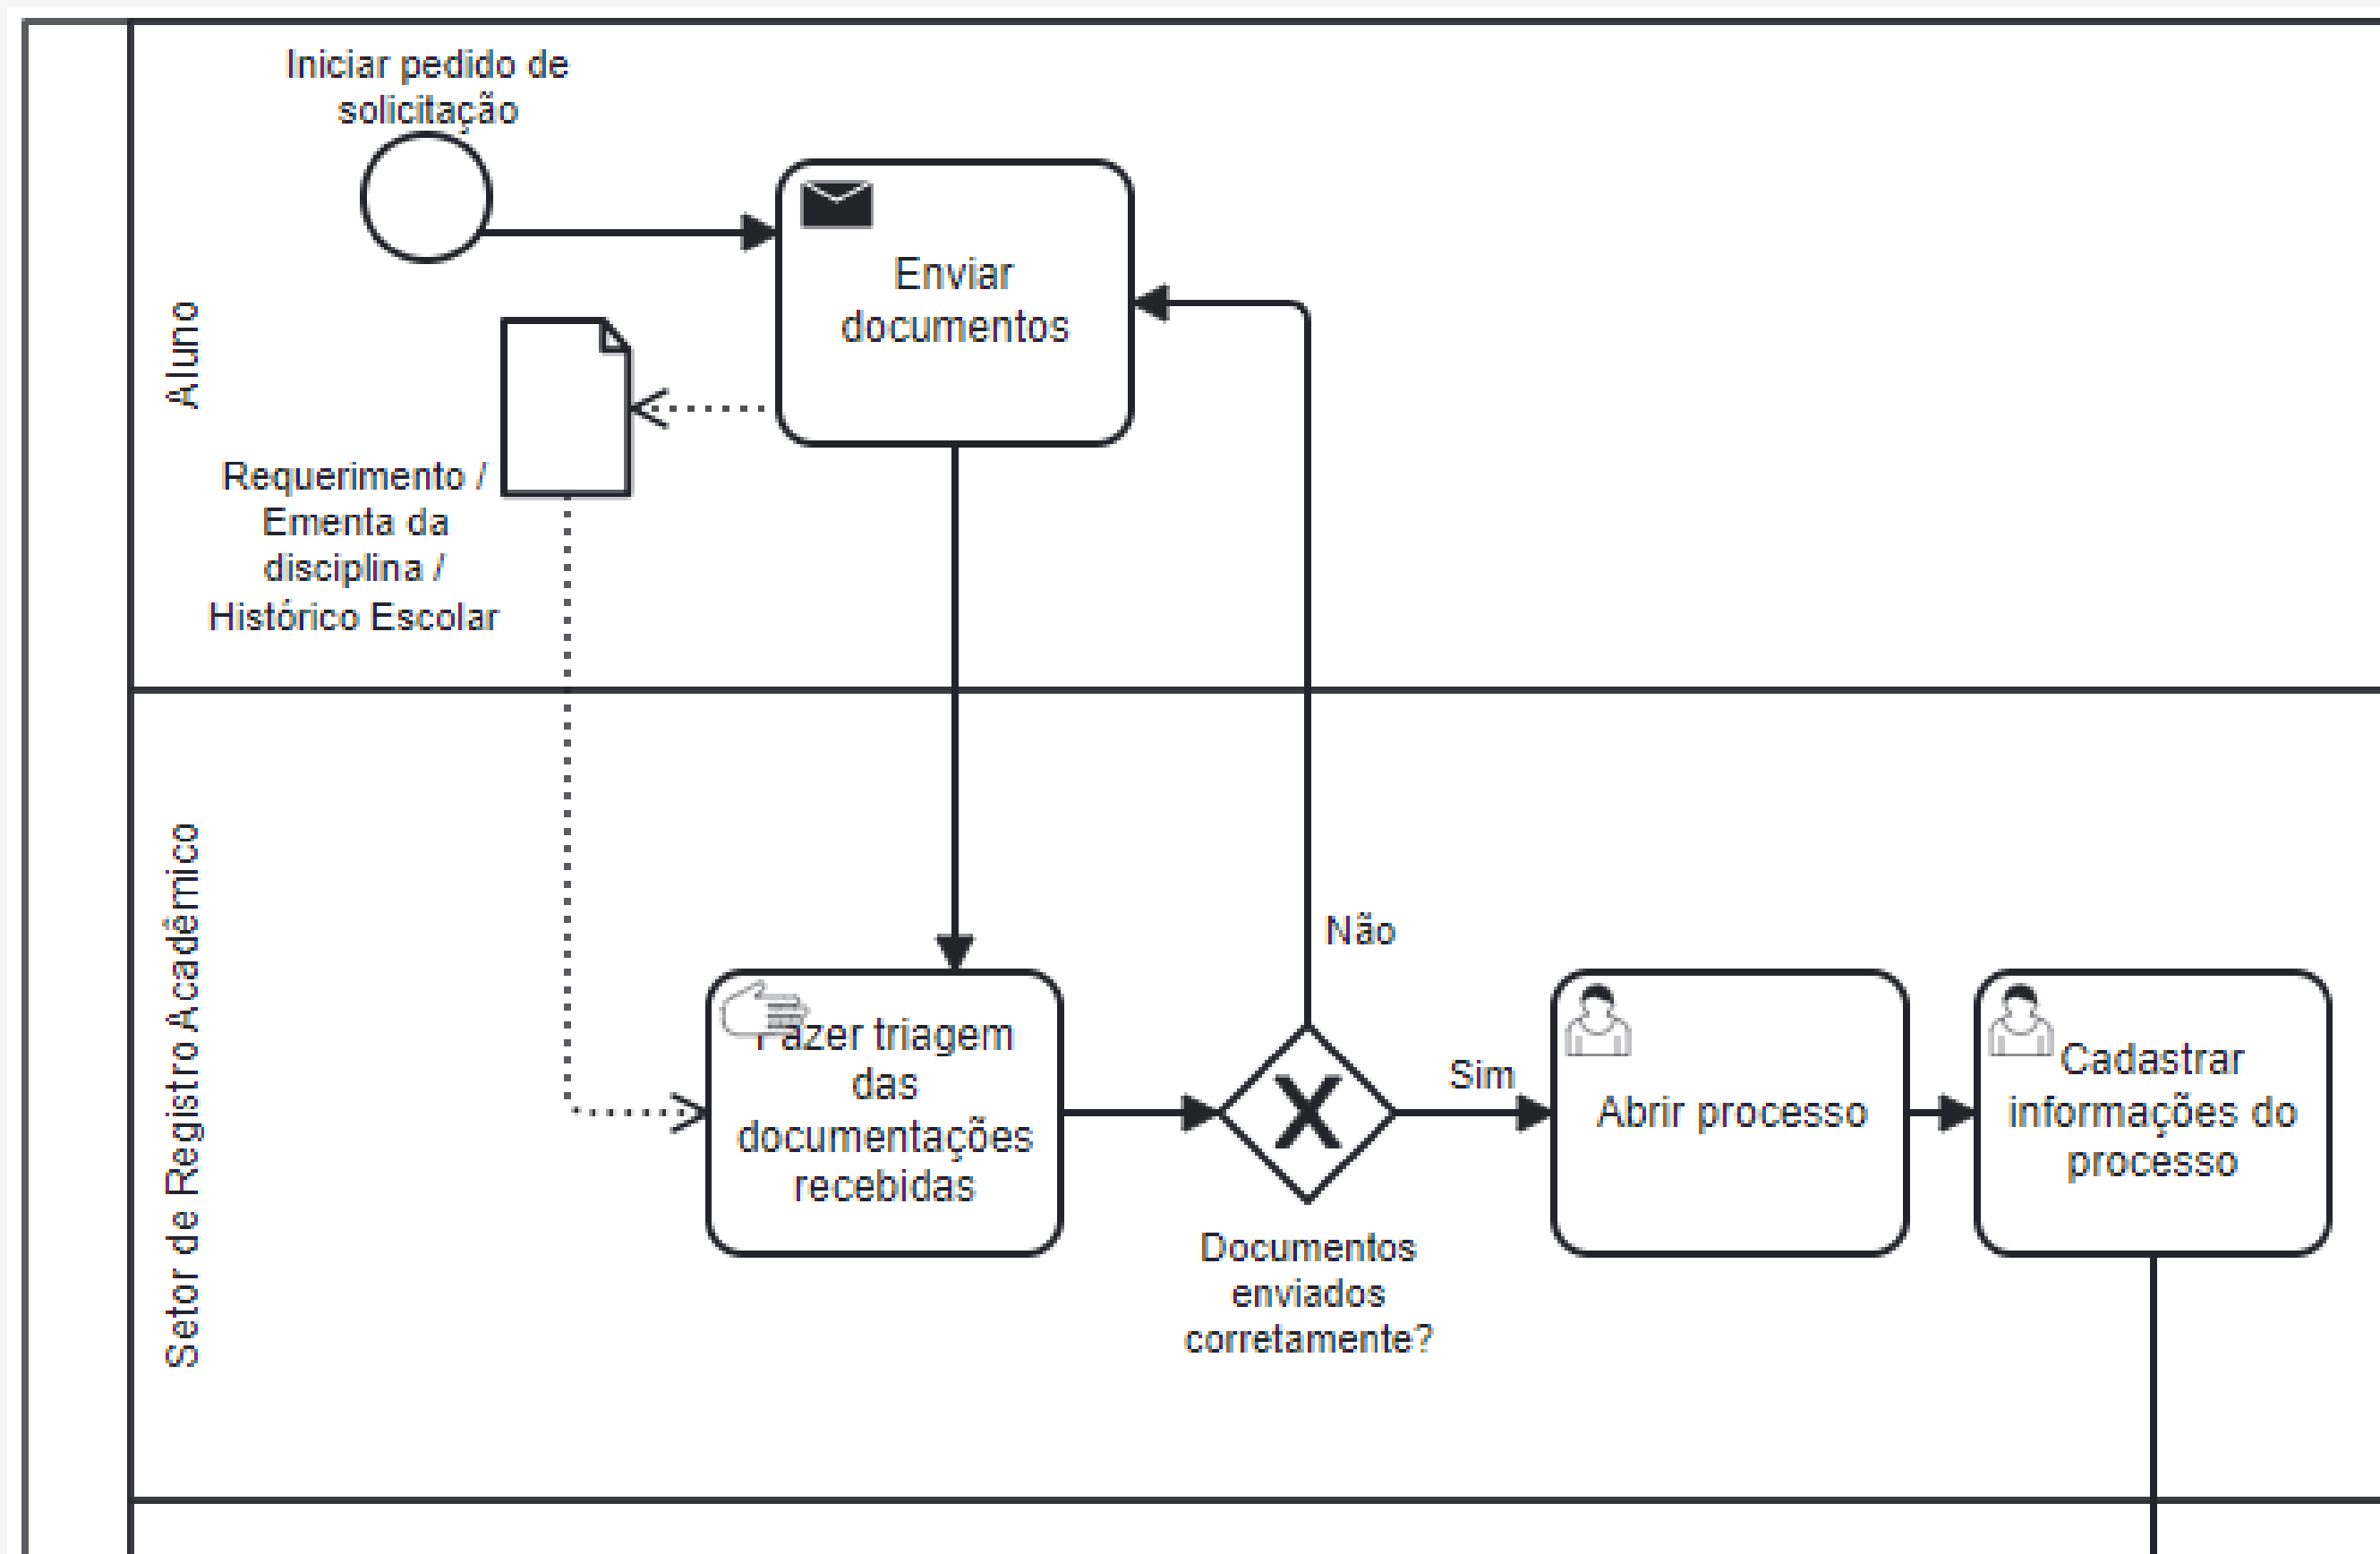 Iniciar pedido de
solicitação
Enviar
documentos
Aluno
Requerimento /
Ementa da
disciplina /
Histórico Escolar
Setor de Registro Acadêmico
Não
Fazer triagem
das
documentações
recebidas
Sim
Abrir processo
Cadastrar
informações do
processo
Documentos
enviados
corretamente?